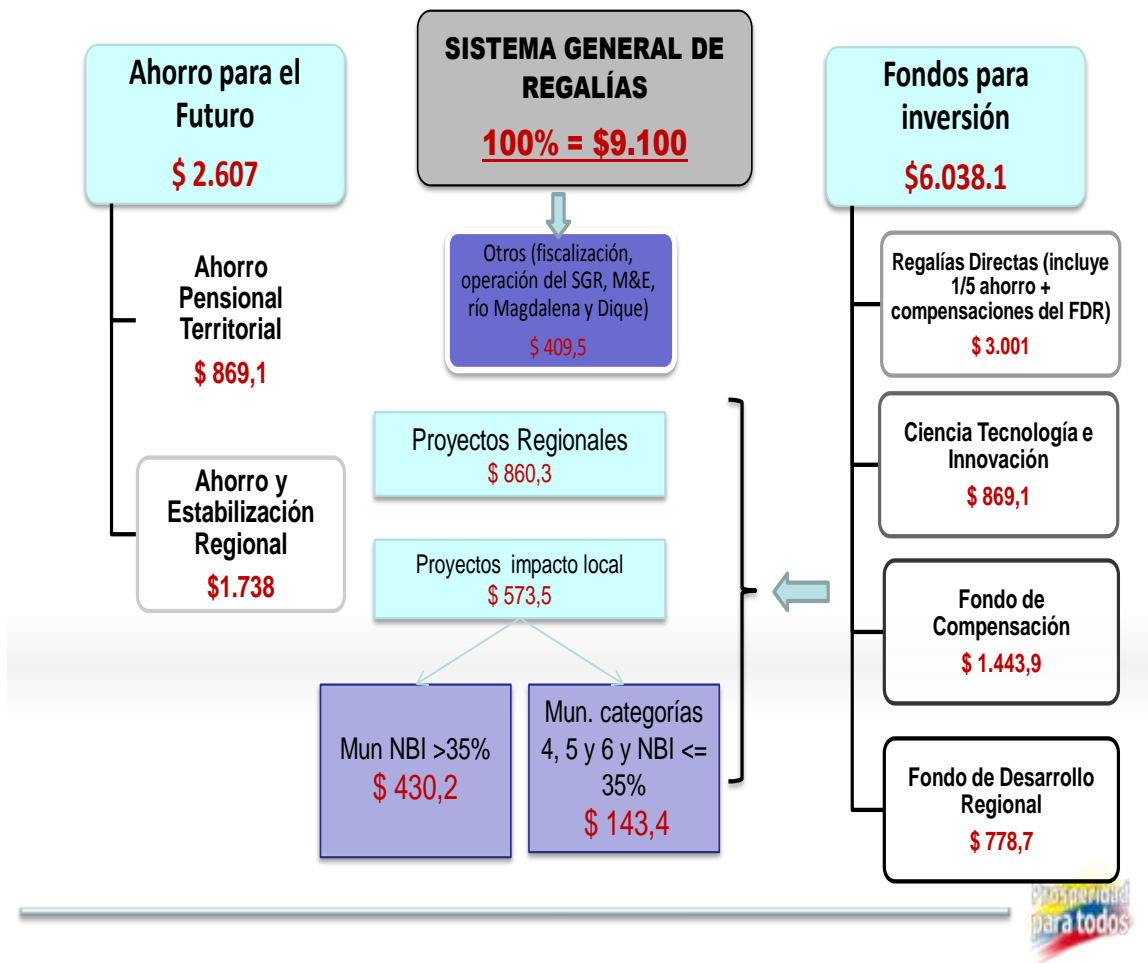 Ahorro para el
Futuro
$ 2.607
SISTEMA GENERAL DE
REGALÍAS
100% = $9.100
Fondos para
inversión
$6.038.1
Otros (fiscalización,
operación del SGR, M&E,
río Magdalena y Dique)
$ 409,5
Ahorro
Pensional
Territorial
$ 869,1
Ahorro y
Estabilización
Regional
$1.738
Proyectos Regionales
$ 860,3
Proyectos impacto local
$ 573,5
Mun NBI >35%
$ 430,2
Mun. categorías
4, 5 y 6 y NBI <=
35%
$ 143,4
Regalías Directas (incluye
1/5 ahorro +
compensaciones del FDR)
$ 3.001
Ciencia Tecnología e
Innovación
$ 869,1
Fondo de
Compensación
$ 1.443,9
Fondo de Desarrollo
Regional
$ 778,7
Prosperidad
para todos